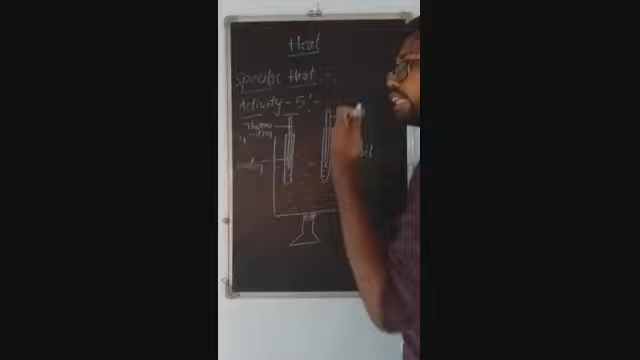 Heat
Specific Heat :-
Activity - 5 :-
oil